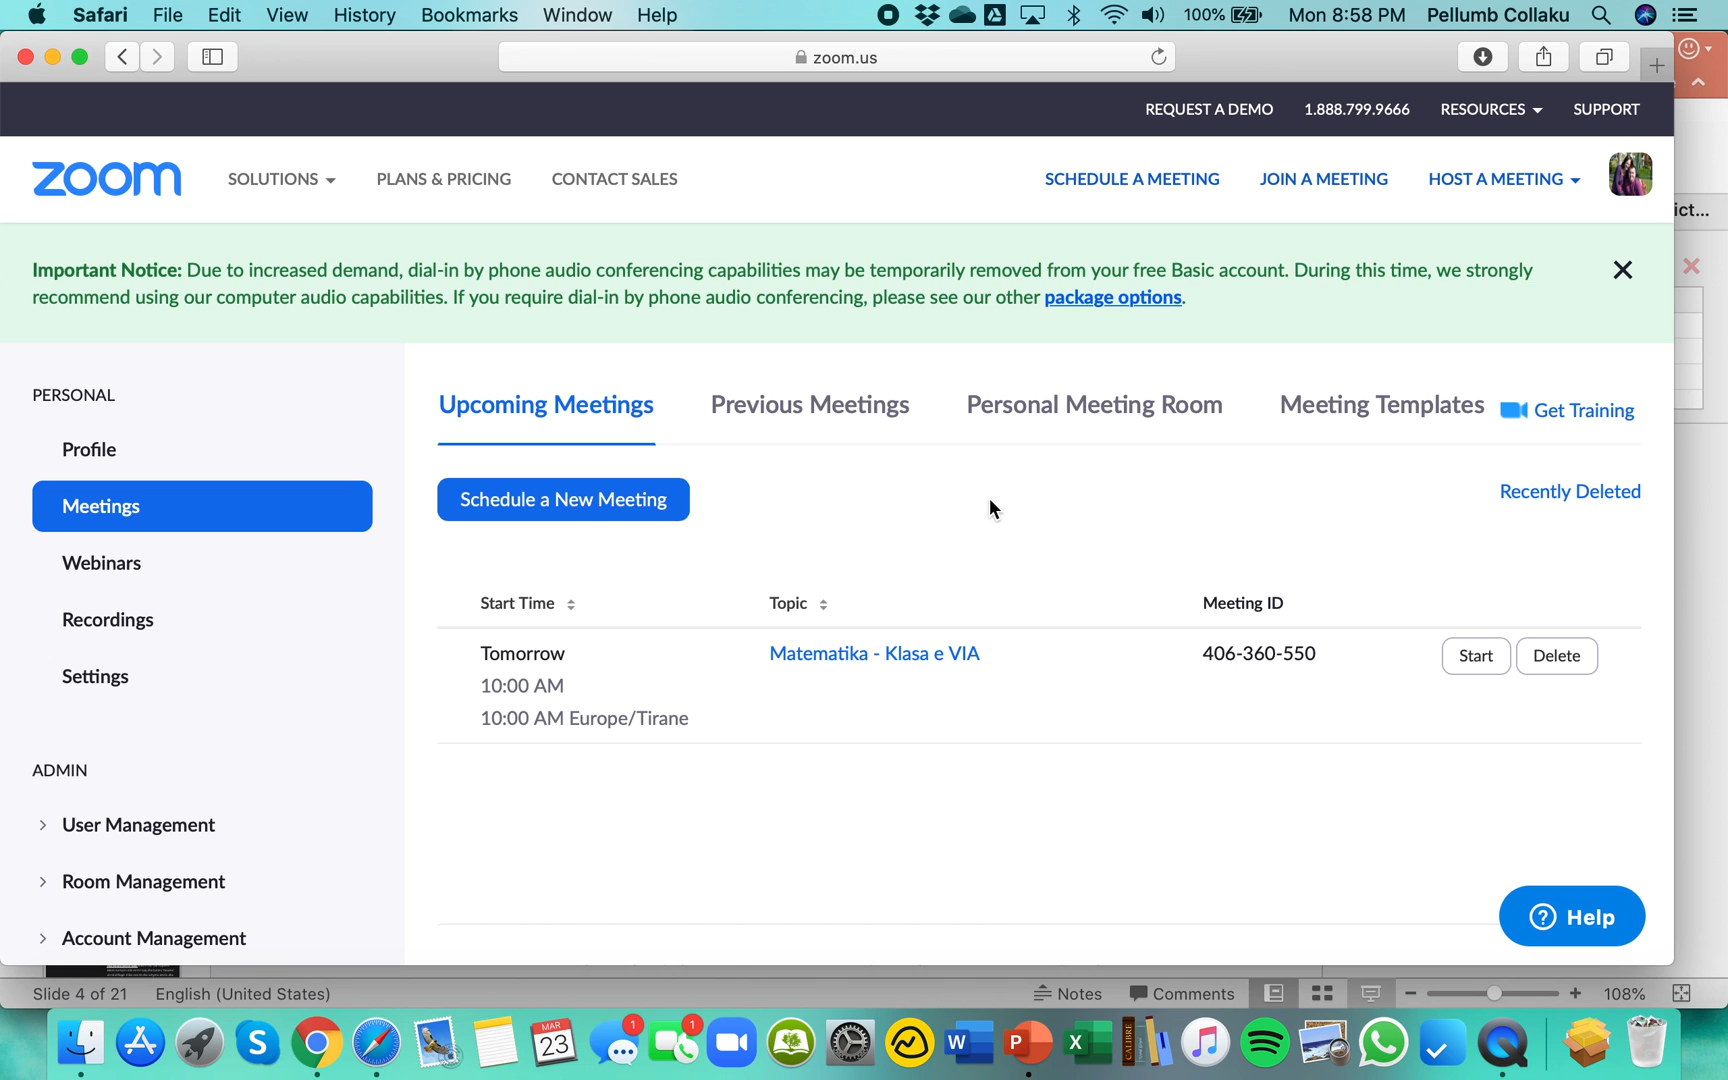 Safari File Edit View History Bookmarks Window Help 100% Mon 8:58 PM Pellumb Collaku
zoom.us
REQUEST A DEMO 1.888.799.9666 RESOURCES SUPPORT
zoom SOLUTIONS PLANS & PRICING CONTACT SALES SCHEDULE A MEETING JOIN A MEETING HOST A MEETING
ict...
Important Notice: Due to increased demand, dial-in by phone audio conferencing capabilities may be temporarily removed from your free Basic account. During this time, we strongly
recommend using our computer audio capabilities. If you require dial-in by phone audio conferencing, please see our other package options.
PERSONAL
Profile
Meetings
Webinars
Recordings
Settings
ADMIN
User Management
Room Management
Account Management
Upcoming Meetings Previous Meetings Personal Meeting Room Meeting Templates Get Training
Schedule a New Meeting Recently Deleted
Start Time Topic Meeting ID
Tomorrow Matematika - Klasa e VIA 406-360-550 Start Delete
10:00 AM
10:00 AM Europe/Tirane
Help
Slide 4 of 21 English (United States) Notes Comments 108%
MAR
23
1
1
W
P
X
CALIBRE